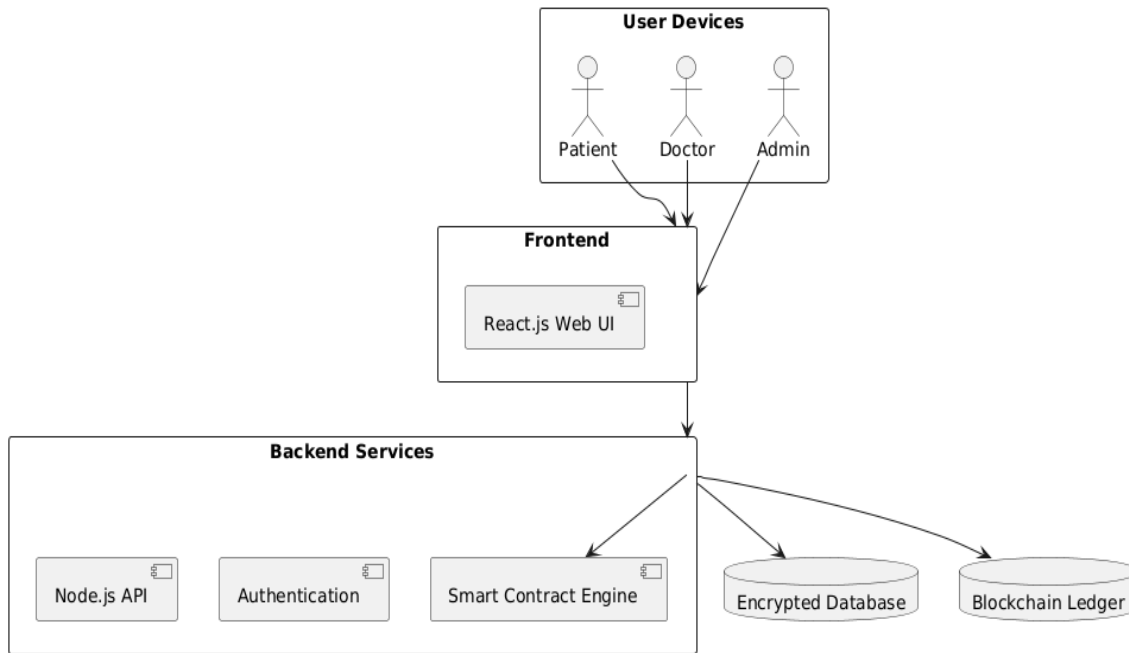 User Devices
Patient
Doctor
Admin
Frontend
React.js Web UI
Backend Services
Node.js API
Authentication
Smart Contract Engine
Encrypted Database
Blockchain Ledger